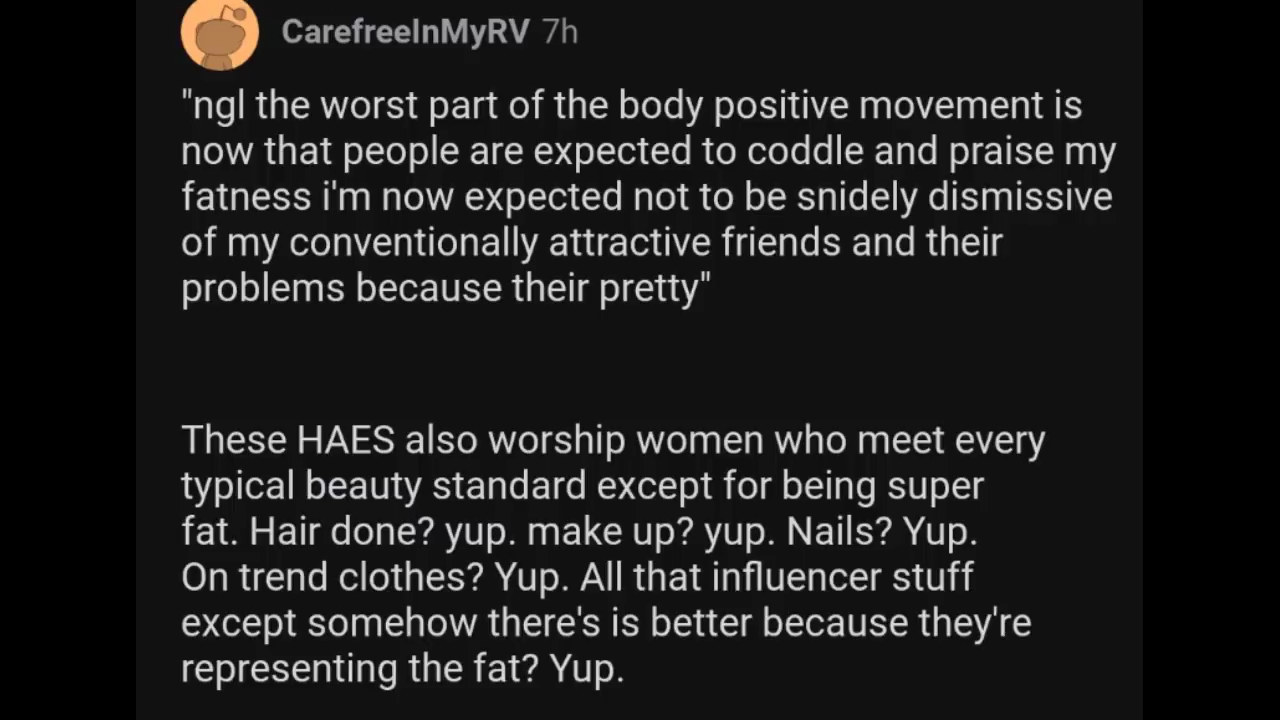 CarefreeInMyRV 7h
"ngl the worst part of the body positive movement is
now that people are expected to coddle and praise my
fatness i'm now expected not to be snidely dismissive
of my conventionally attractive friends and their
problems because their pretty"
These HAES also worship women who meet every
typical beauty standard except for being super
fat. Hair done? yup. make up? yup. Nails? Yup.
On trend clothes? Yup. All that influencer stuff
except somehow there's is better because they're
representing the fat? Yup.